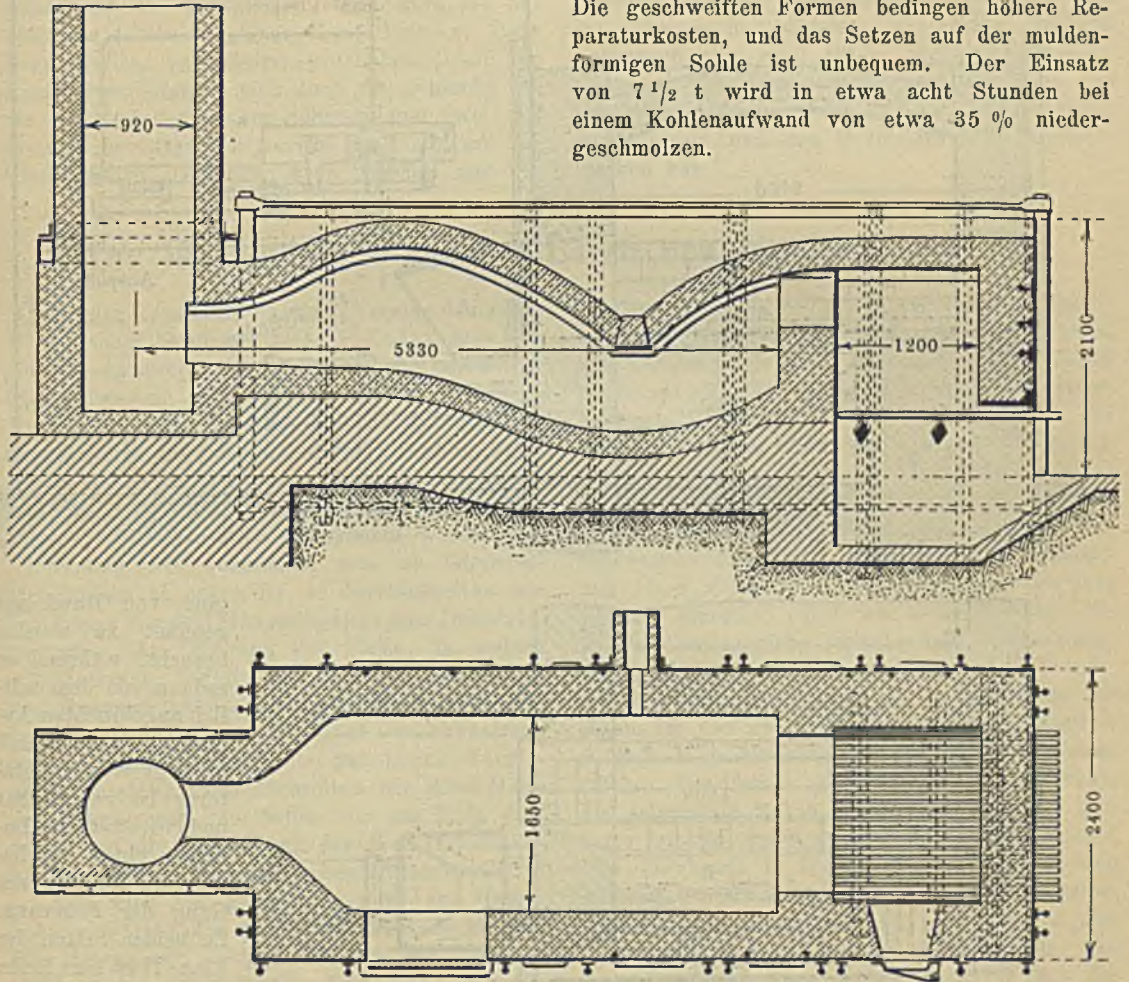 Die geschweiften Formen bedingen höhere Re-
paraturkosten, und das Setzen auf der mulden-
förmigen Sohle ist unbequem. Der Einsatz
von 7 1/2 t wird in etwa acht Stunden bei
einem Kohlenaufwand von etwa 35 % nieder-
geschmolzen.
920
5330
1200
2100
1650
2400